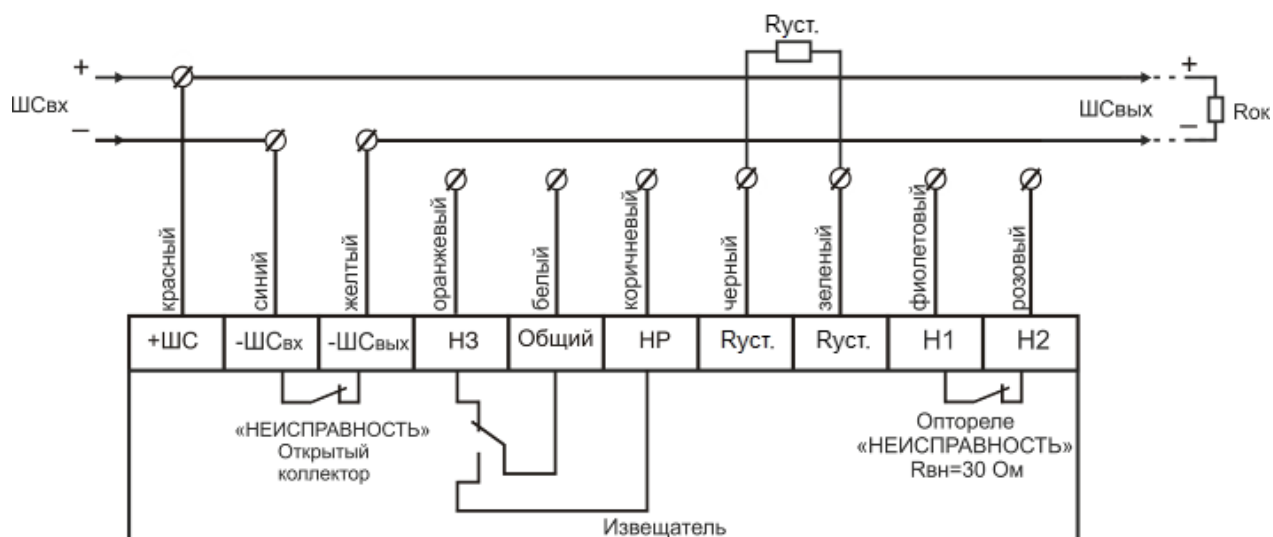 Rуст.
+
+
ШСвх
ШСвых
Rок
–
–
красный
синий
желтый
оранжевый
белый
коричневый
черный
зеленый
фиолетовый
розовый
+ШС
-ШСвх
-ШСвых
НЗ
Общий
НР
Rуст.
Rуст.
Н1
Н2
«НЕИСПРАВНОСТЬ»
Открытый
коллектор
Оптореле
«НЕИСПРАВНОСТЬ»
Rвн=30 Ом
Извещатель